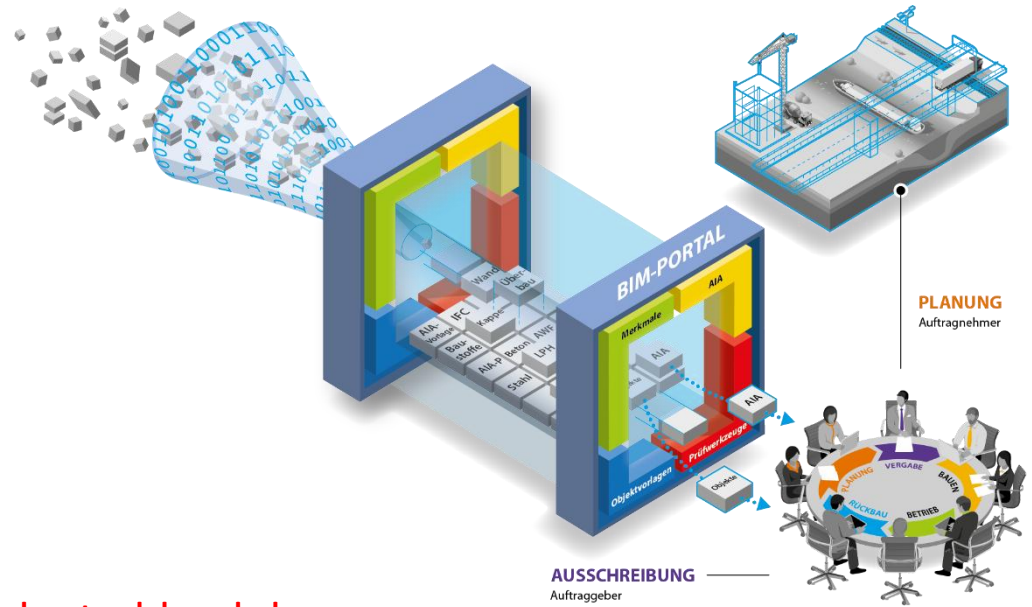 BIM-PORTAL
Merkmale
AIA
AIA
AIA
Objekte
Prüfwerkzeuge
Objektvorlagen
Wand
Über-
bau
IFC
Kappe
AIA-
Vorlage
Bau-
stoffe
AIA-P
Beton
AWF
LPH
Stahl
PLANUNG
Auftragnehmer
PLANUNG
VERGABE
BAUEN
BETRIEB
RÜCKBAU
AUSSCHREIBUNG
Auftraggeber